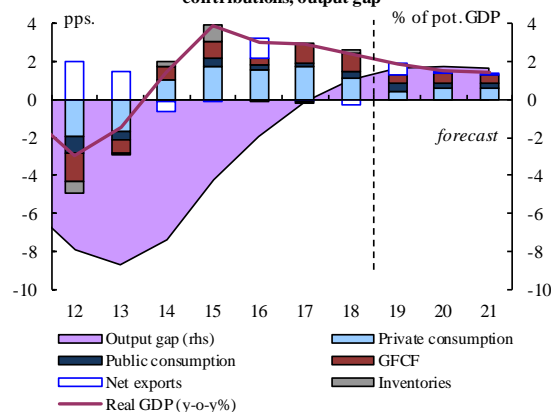 contributions, output gap
pps.
% of pot. GDP
4
4
2
2
0
0
forecast
-2
-2
-4
-4
-6
-6
-8
-8
-10
-10
12 13 14 15 16 17 18 19 20 21
Output gap (rhs) Private consumption
Public consumption GFCF
Net exports Inventories
Real GDP (y-o-y%)